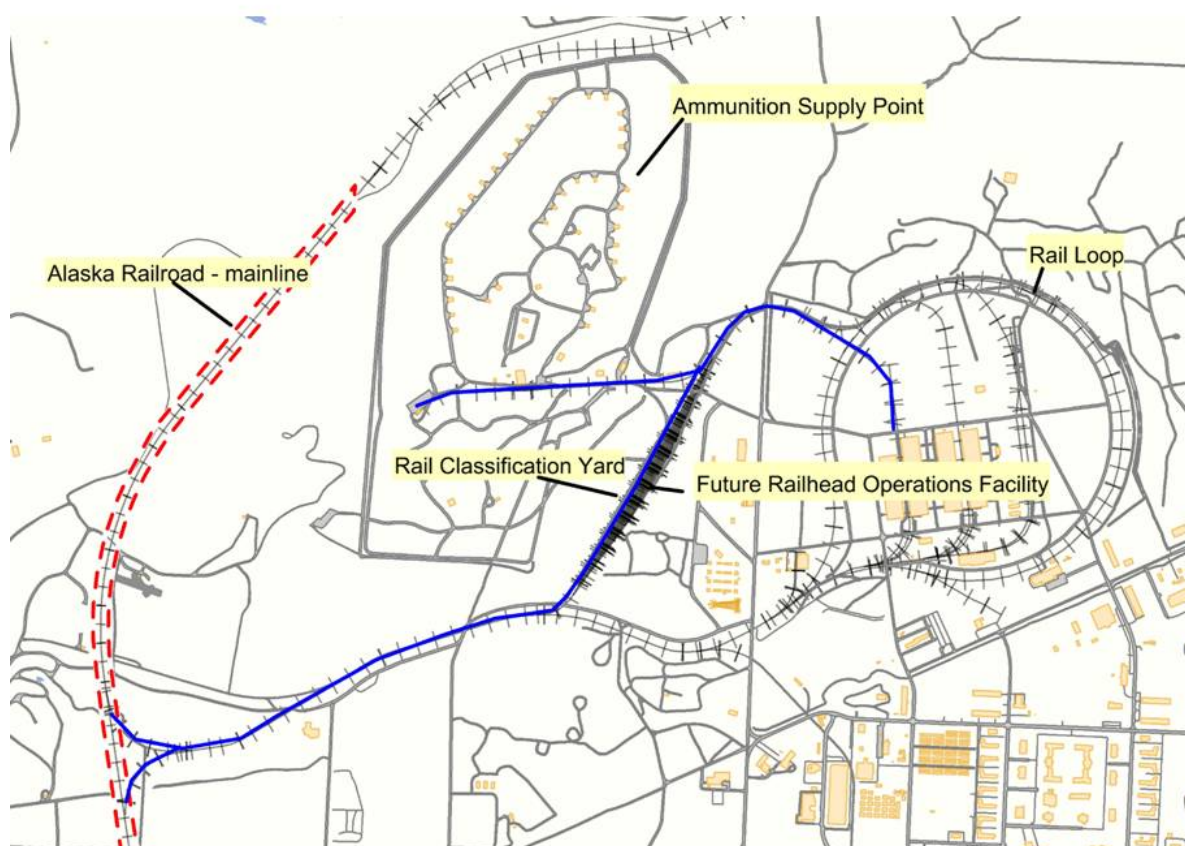 Ammunition Supply Point
Rail Loop
Alaska Railroad - mainline
Rail Classification Yard
Future Railhead Operations Facility